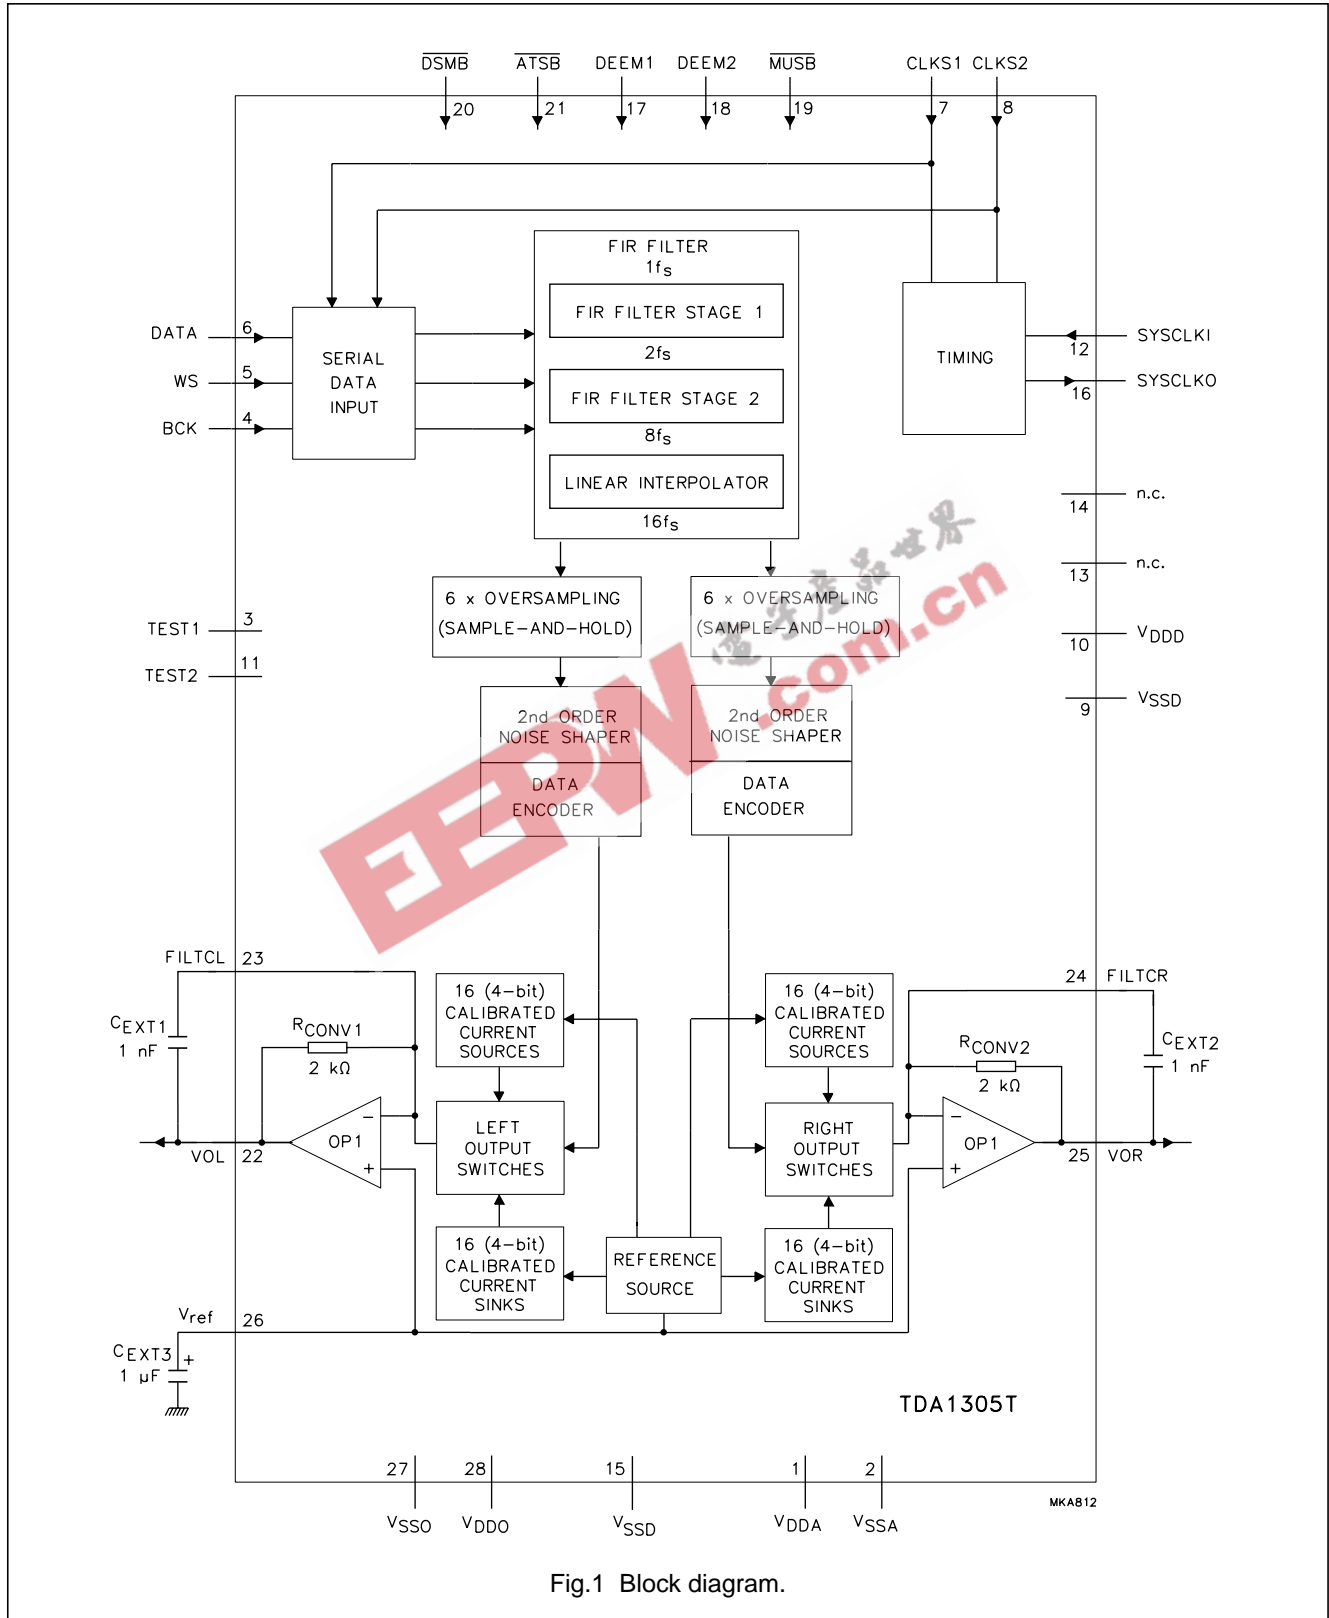 DSMB ATSB DEEM1 DEEM2 MUSB CLKS1 CLKS2
20 21 17 18 19 7 8
FIR FILTER
1fs
FIR FILTER STAGE 1
2fs
FIR FILTER STAGE 2
8fs
LINEAR INTERPOLATOR
16fs
DATA 6
WS 5
BCK 4
SERIAL
DATA
INPUT
TIMING
12 SYSCLKI
16 SYSCLKO
14 n.c.
13 n.c.
10 VDDD
9 VSSD
TEST1 3
TEST2 11
6 x OVERSAMPLING
(SAMPLE-AND-HOLD)
6 x OVERSAMPLING
(SAMPLE-AND-HOLD)
2nd ORDER
NOISE SHAPER
DATA
ENCODER
2nd ORDER
NOISE SHAPER
DATA
ENCODER
電子產品世界
EEPW.com.cn
FILTCL 23
CEXT1
1 nF
RCONV1
2 kΩ
OP1
− +
VOL 22
16 (4-bit)
CALIBRATED
CURRENT
SOURCES
LEFT
OUTPUT
SWITCHES
16 (4-bit)
CALIBRATED
CURRENT
SINKS
REFERENCE
SOURCE
16 (4-bit)
CALIBRATED
CURRENT
SOURCES
RIGHT
OUTPUT
SWITCHES
16 (4-bit)
CALIBRATED
CURRENT
SINKS
24 FILTCR
RCONV2
2 kΩ
CEXT2
1 nF
OP1
− +
25 VOR
Vref 26
CEXT3 +
1 µF
TDA1305T
27 28 15 1 2
VSSO VDDO VSSD VDDA VSSA
MKA812
Fig.1 Block diagram.